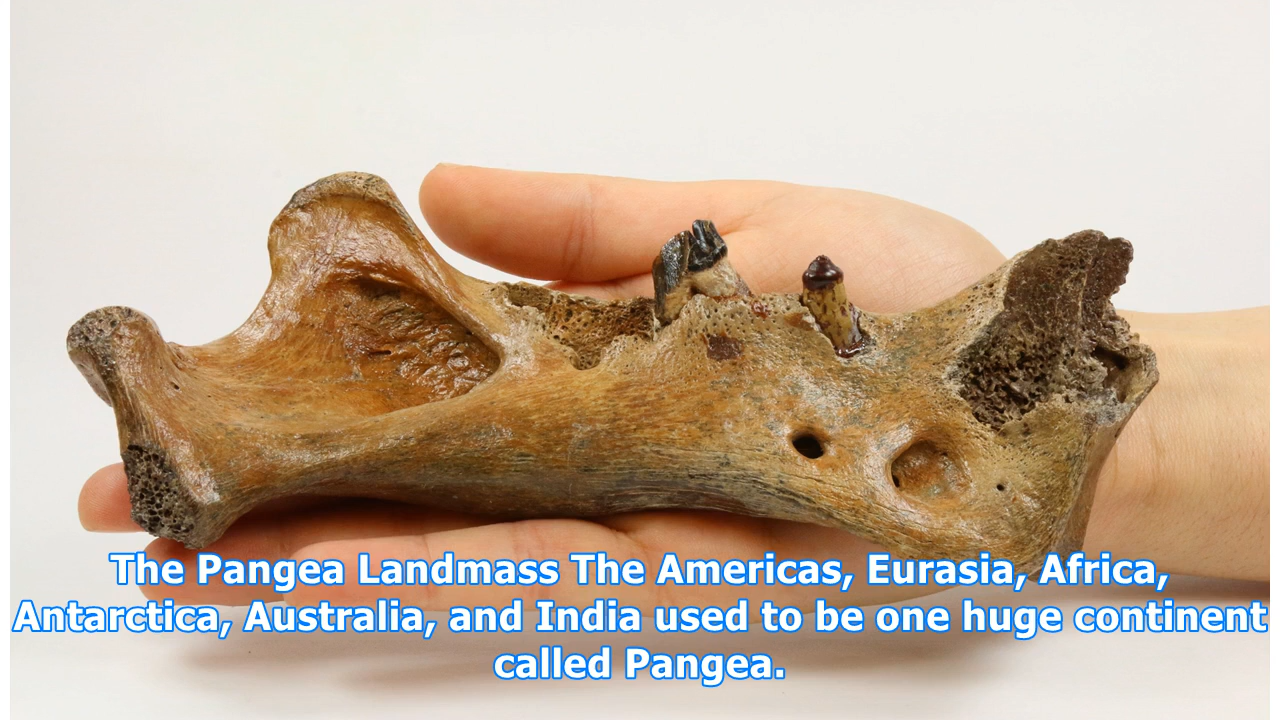 The Pangea Landmass The Americas, Eurasia, Africa,
Antarctica, Australia, and India used to be one huge continent
called Pangea.